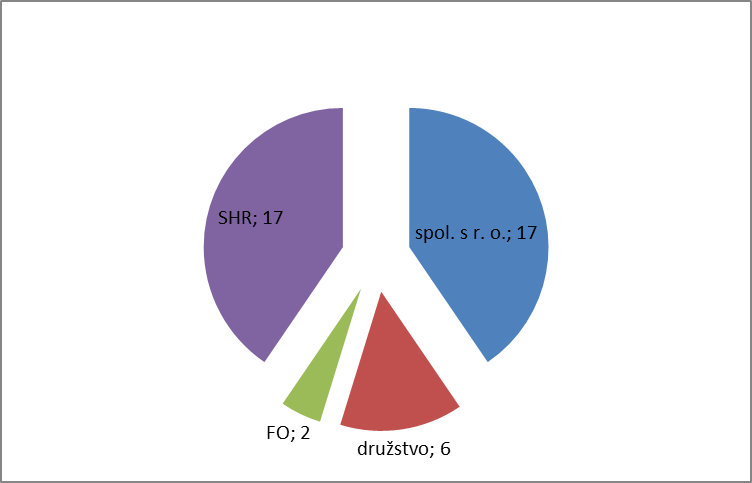 SHR; 17
spol. s r. o.; 17
FO; 2
družstvo; 6